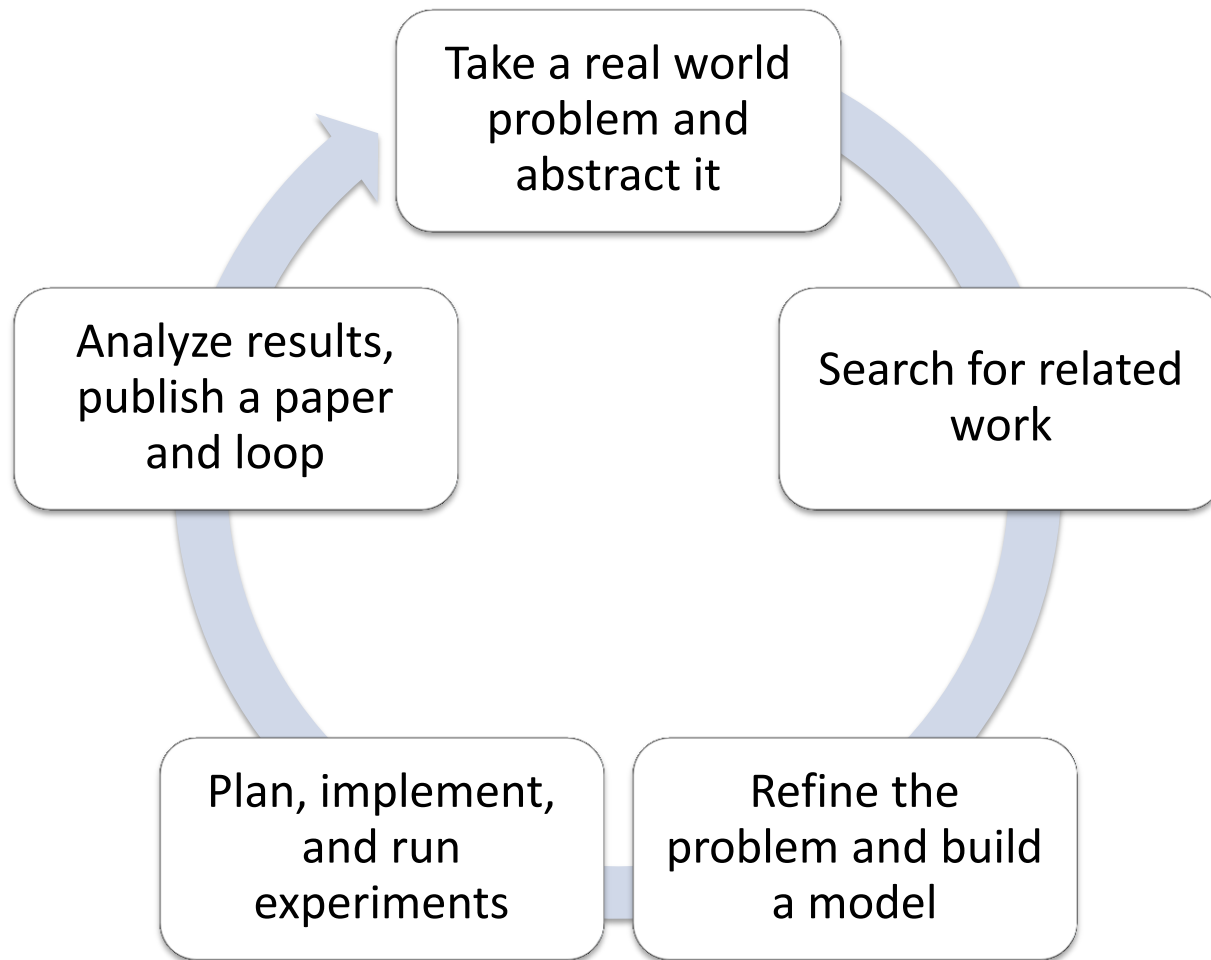 Take a real world
problem and
abstract it
Search for related
work
Refine the
problem and build
a model
Plan, implement,
and run
experiments
Analyze results,
publish a paper
and loop